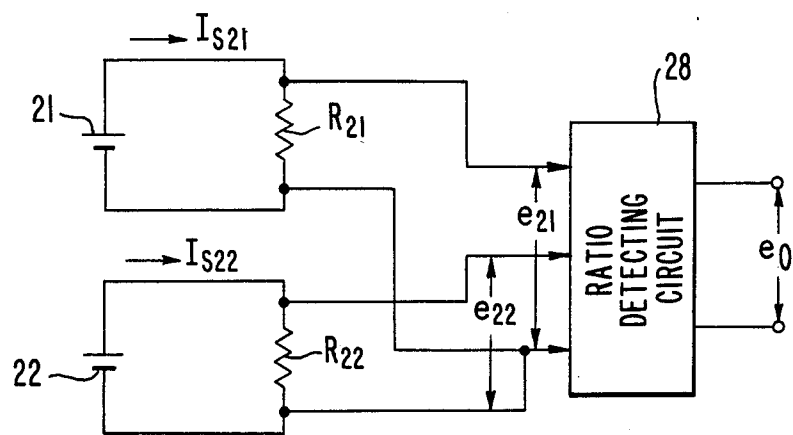 I_S21
28
21
R_21
e_21
RATIO
DETECTING
CIRCUIT
e_0
I_S22
e_22
R_22
22